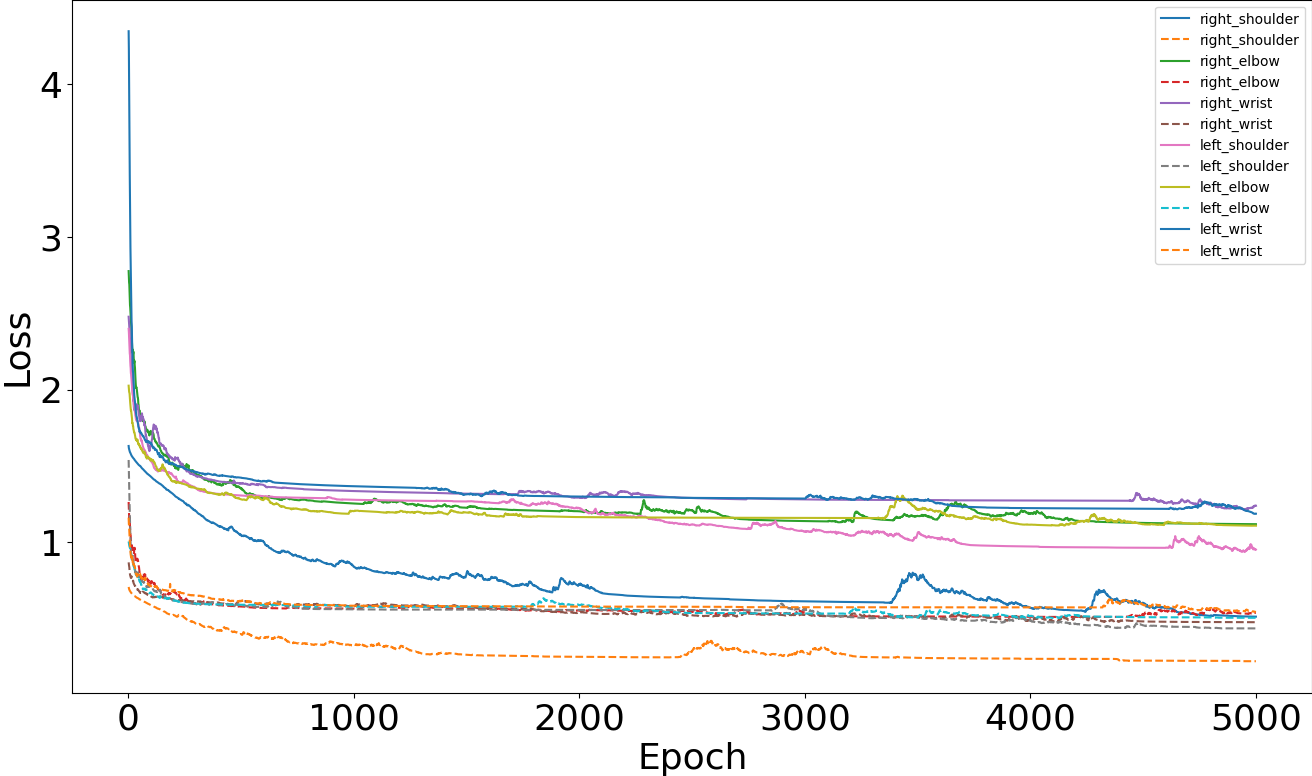 right_shoulder
right_shoulder
right_elbow
right_elbow
right_wrist
right_wrist
left_shoulder
left_shoulder
left_elbow
left_elbow
left_wrist
left_wrist
4
3
2
1
Loss
0 1000 2000 3000 4000 5000
Epoch